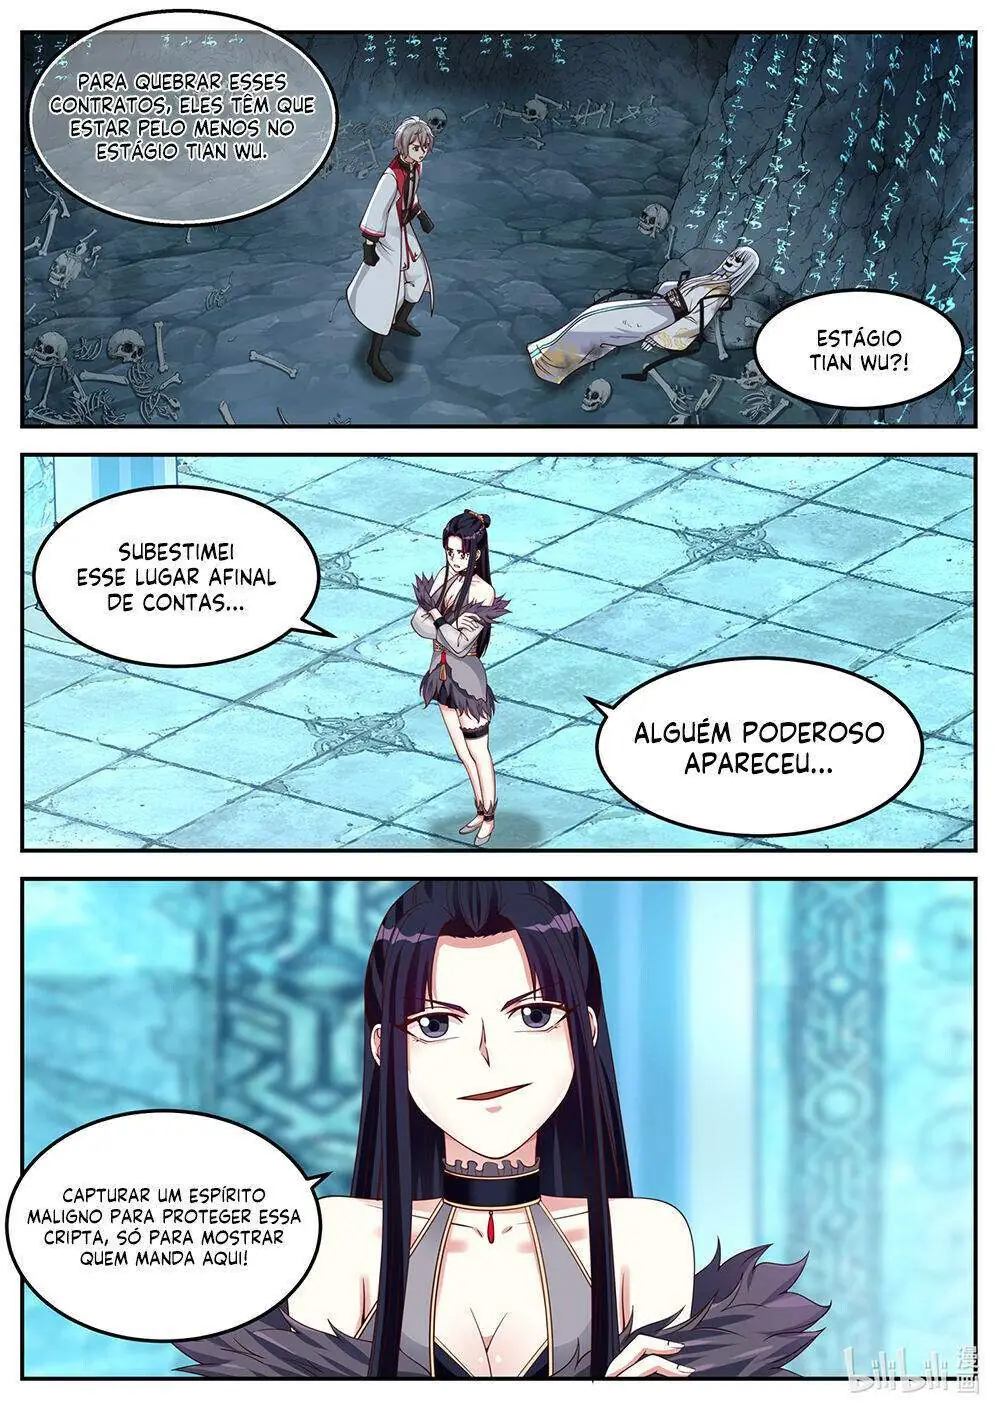 PARA QUEBRAR ESSES
CONTRATOS, ELES TÊM QUE
ESTAR PELO MENOS NO
ESTÁGIO TIAN WU.
ESTÁGIO
TIAN WU?!
SUBESTIMEI
ESSE LUGAR AFINAL
DE CONTAS...
ALGUÉM PODEROSO
APARECEU...
CAPTURAR UM ESPÍRITO
MALIGNO PARA PROTEGER ESSA
CRIPTA, SÓ PARA MOSTRAR
QUEM MANDA AQUI!
bilibili 漫画